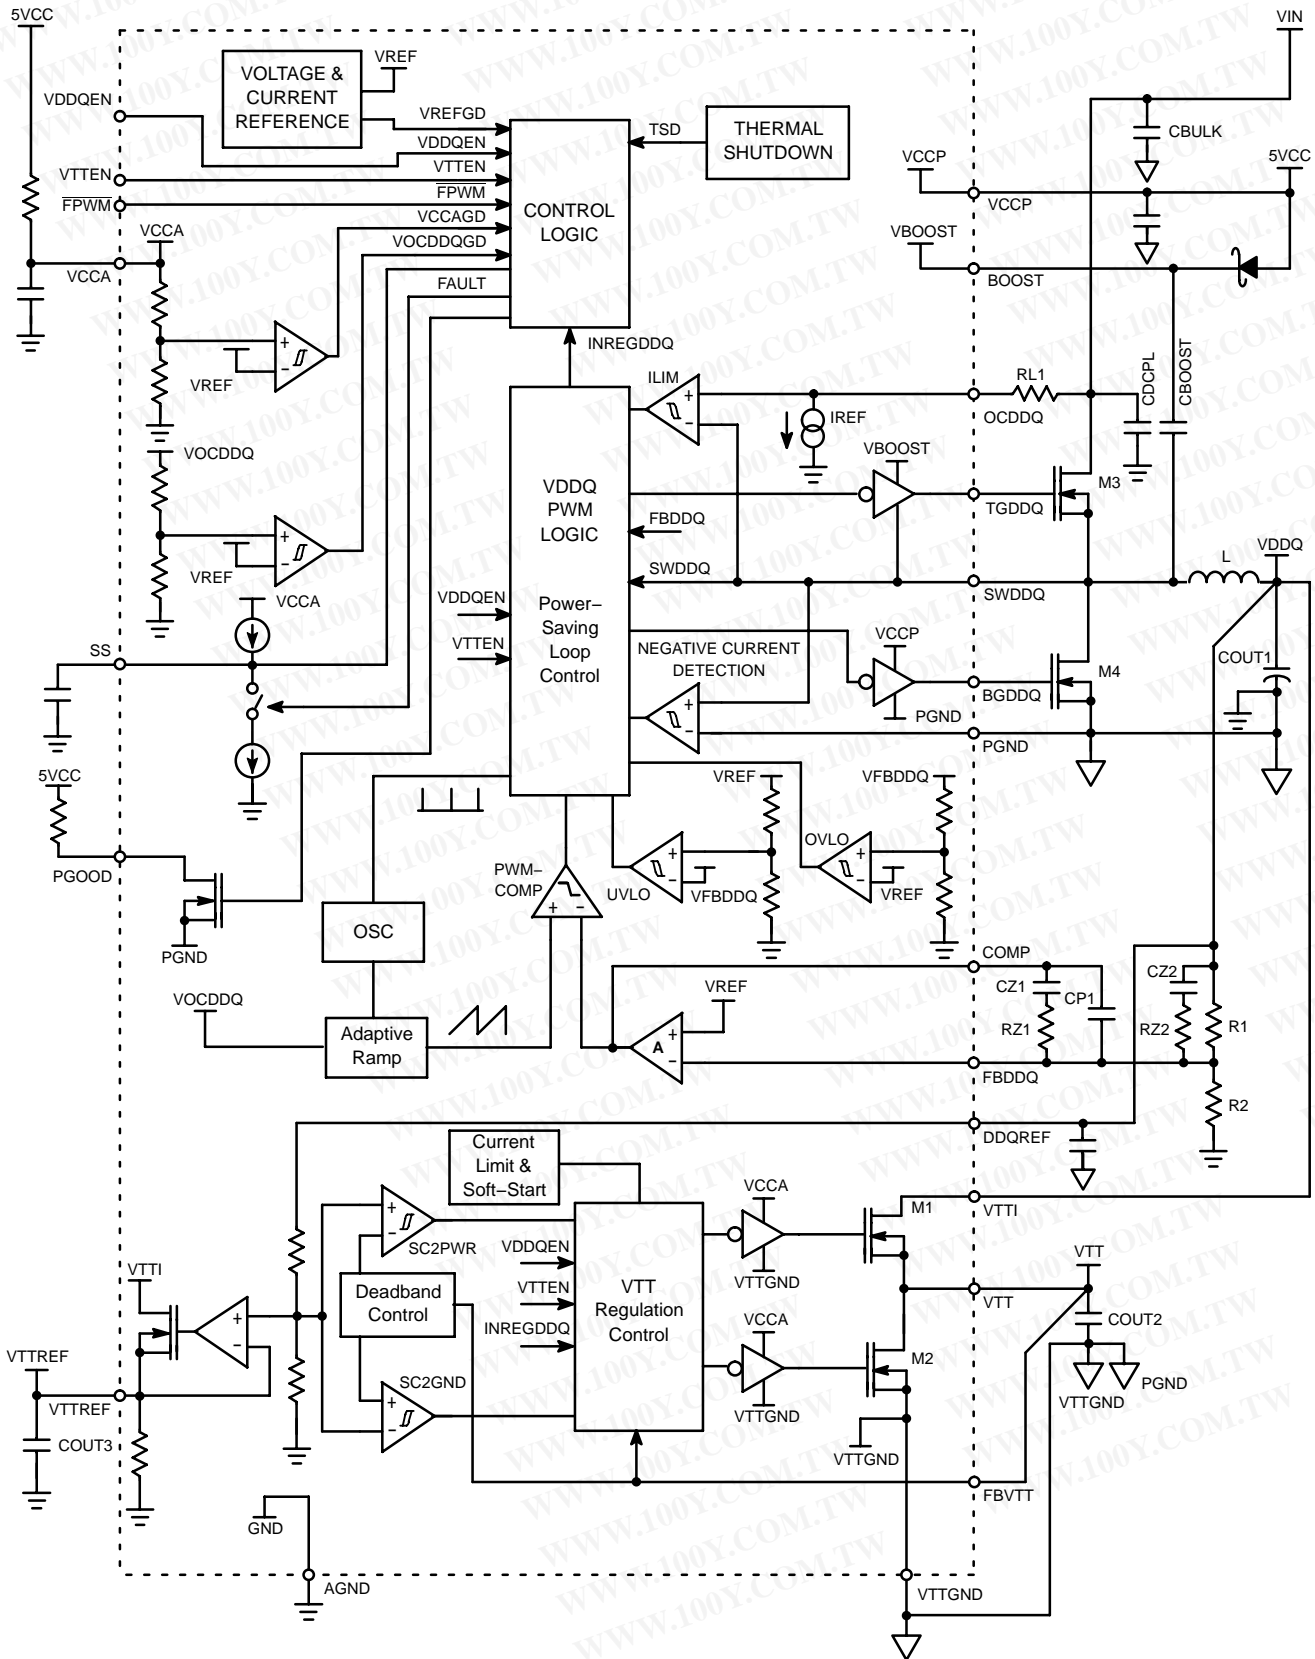 5VCC
VIN
VOLTAGE &
CURRENT
REFERENCE
VREF
VDDQEN
VREFGD
VDDQEN
VTTEN
VTTEN
FPWM
FPWM
VCCAGD
VOCDDQGD
FAULT
CONTROL
LOGIC
TSD
THERMAL
SHUTDOWN
CBULK
5VCC
VCCP
VCCP
VBOOST
BOOST
VCCA
VCCA
VREF
INREGDDQ
ILIM
IREF
RL1
OCDDQ
CDCPL
CBOOST
VOCDDQ
VREF
VCCA
VDDQ
PWM
LOGIC
Power–
Saving
Loop
Control
FBDDQ
SWDDQ
VBOOST
TGDDQ
M3
L
VDDQ
SWDDQ
VDDQEN
VTTEN
NEGATIVE CURRENT
DETECTION
VCCP
PGND
BGDDQ
M4
COUT1
PGND
SS
5VCC
PGOOD
PGND
VREF
VFBDDQ
UVLO
VFBDDQ
OVLO
VREF
PWM–
COMP
OSC
VOCDDQ
Adaptive
Ramp
VREF
A
COMP
CZ1
CP1
RZ1
CZ2
RZ2
R1
FBDDQ
R2
DDQREF
Current
Limit &
Soft–Start
VCCA
M1
VTTI
SC2PWR
VDDQEN
VTTEN
INREGDDQ
VTT
Regulation
Control
VTTGND
Deadband
Control
VTTI
VTT
VTT
VCCA
COUT2
M2
SC2GND
VTTGND
VTTGND
PGND
VTTREF
VTTREF
COUT3
VTTGND
FBVTT
GND
AGND
VTTGND
WWW.100Y.COM.TW